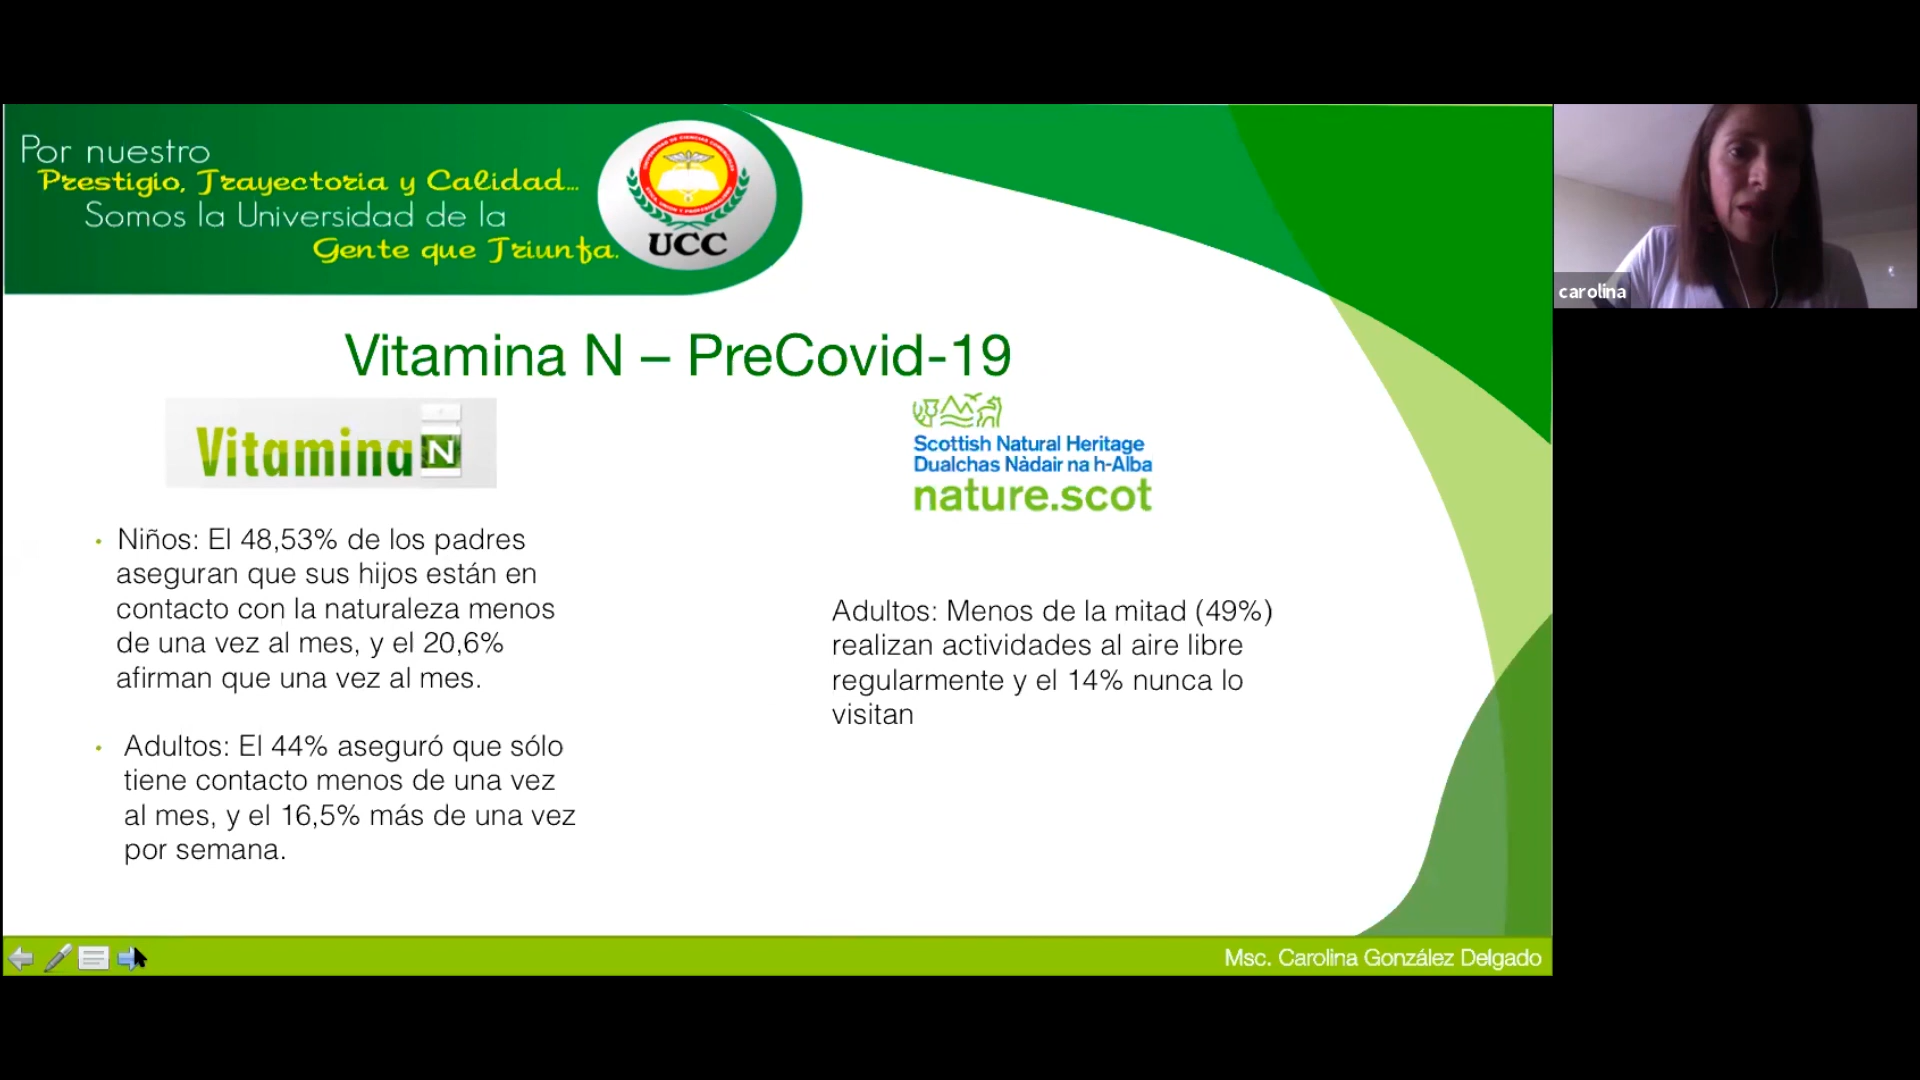 Por nuestro
Prestigio, Trayectoria y Calidad...
Somos la Universidad de la
Gente que Triunfa.
UCC
carolina
Vitamina N – PreCovid-19
Vitamina N
Scottish Natural Heritage
Dualchas Nàdair na h-Alba
nature.scot
Niños: El 48,53% de los padres
aseguran que sus hijos están en
contacto con la naturaleza menos
de una vez al mes, y el 20,6%
afirman que una vez al mes.
Adultos: El 44% aseguró que sólo
tiene contacto menos de una vez
al mes, y el 16,5% más de una vez
por semana.
Adultos: Menos de la mitad (49%)
realizan actividades al aire libre
regularmente y el 14% nunca lo
visitan
Msc. Carolina González Delgado